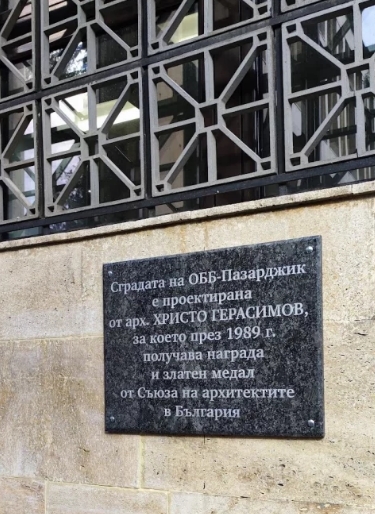 Сградата на ОББ-Пазарджик
е проектирана
от арх. ХРИСТО ГЕРАСИМОВ,
за което през 1989 г.
получава награда
и златен медал
от Съюза на архитектите
в България